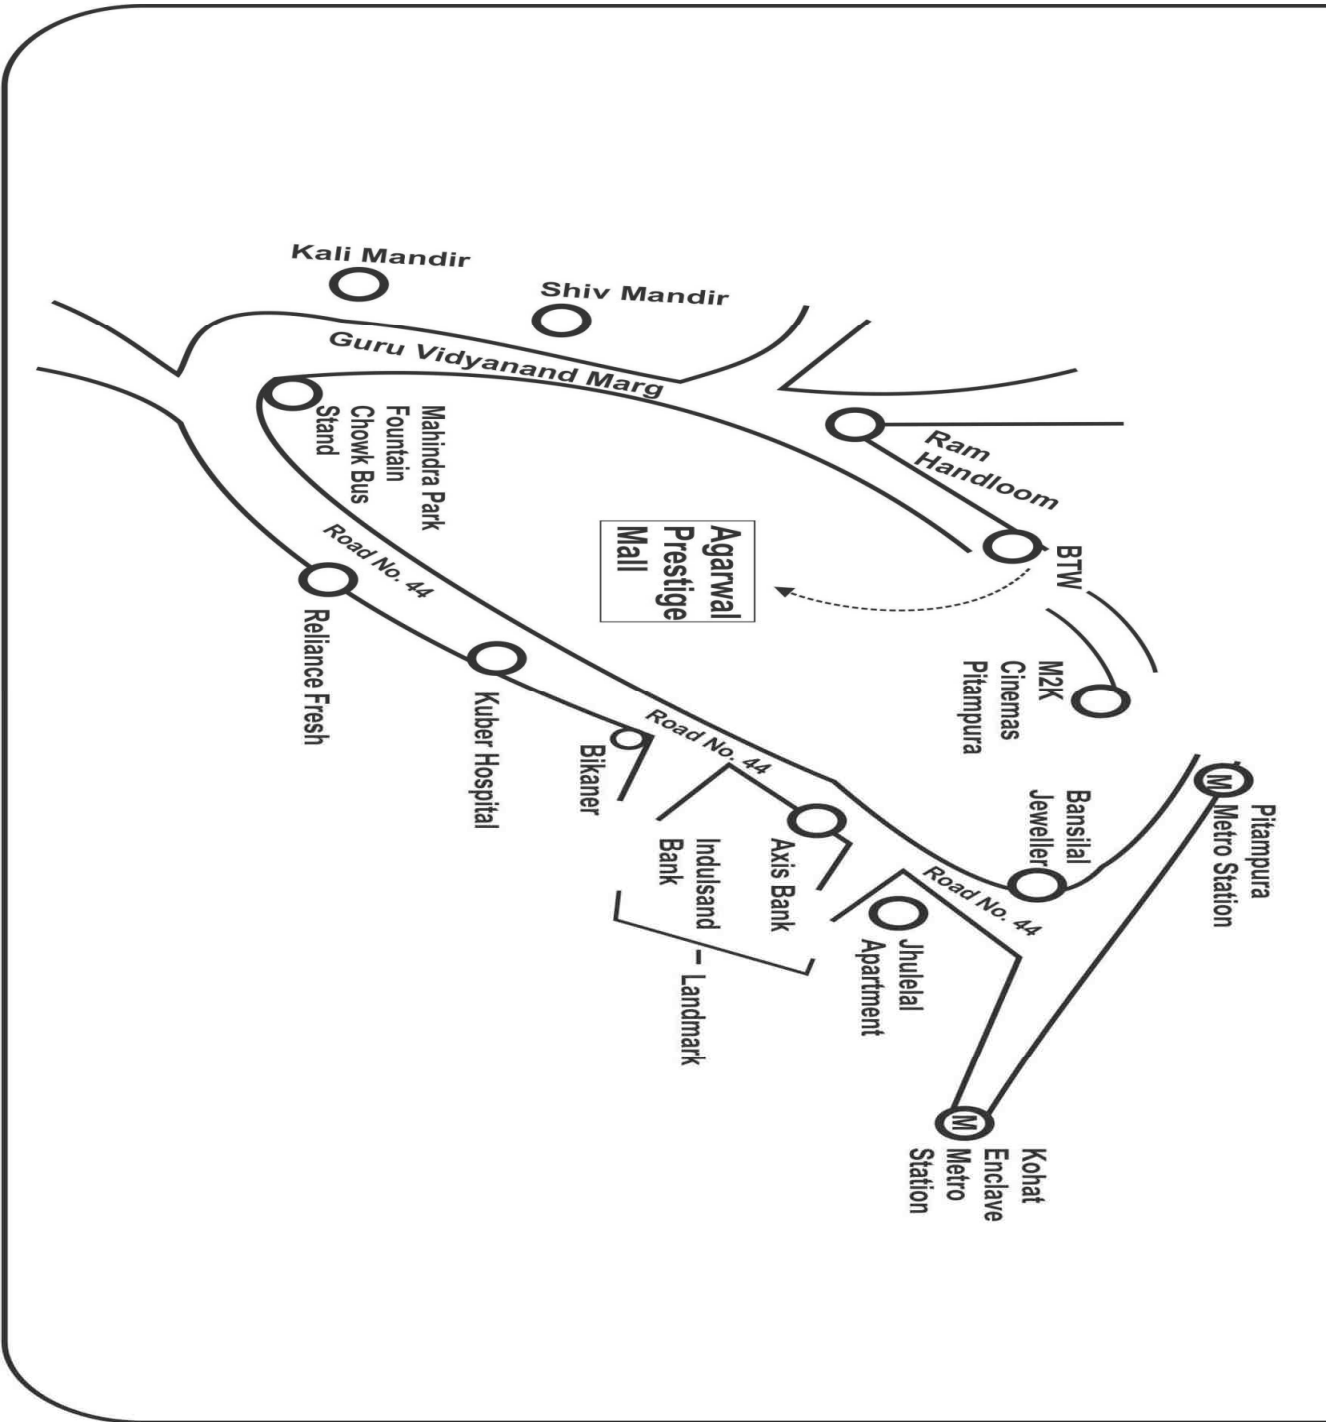 Kali Mandir
Shiv Mandir
Guru Vidyanand Marg
Mahindra Park
Fountain
Chowk Bus
Stand
Ram
Handloom
BTW
Agarwal
Prestige
Mall
M2K
Cinemas
Pitampura
Road No. 44
Reliance Fresh
Kuber Hospital
Bikaner
Road No. 44
Indulsand
Bank
Axis Bank
Landmark
Bansilal
Jeweller
Road No. 44
Jhulelal
Apartment
M
Pitampura
Metro Station
M
Kohat
Enclave
Metro
Station